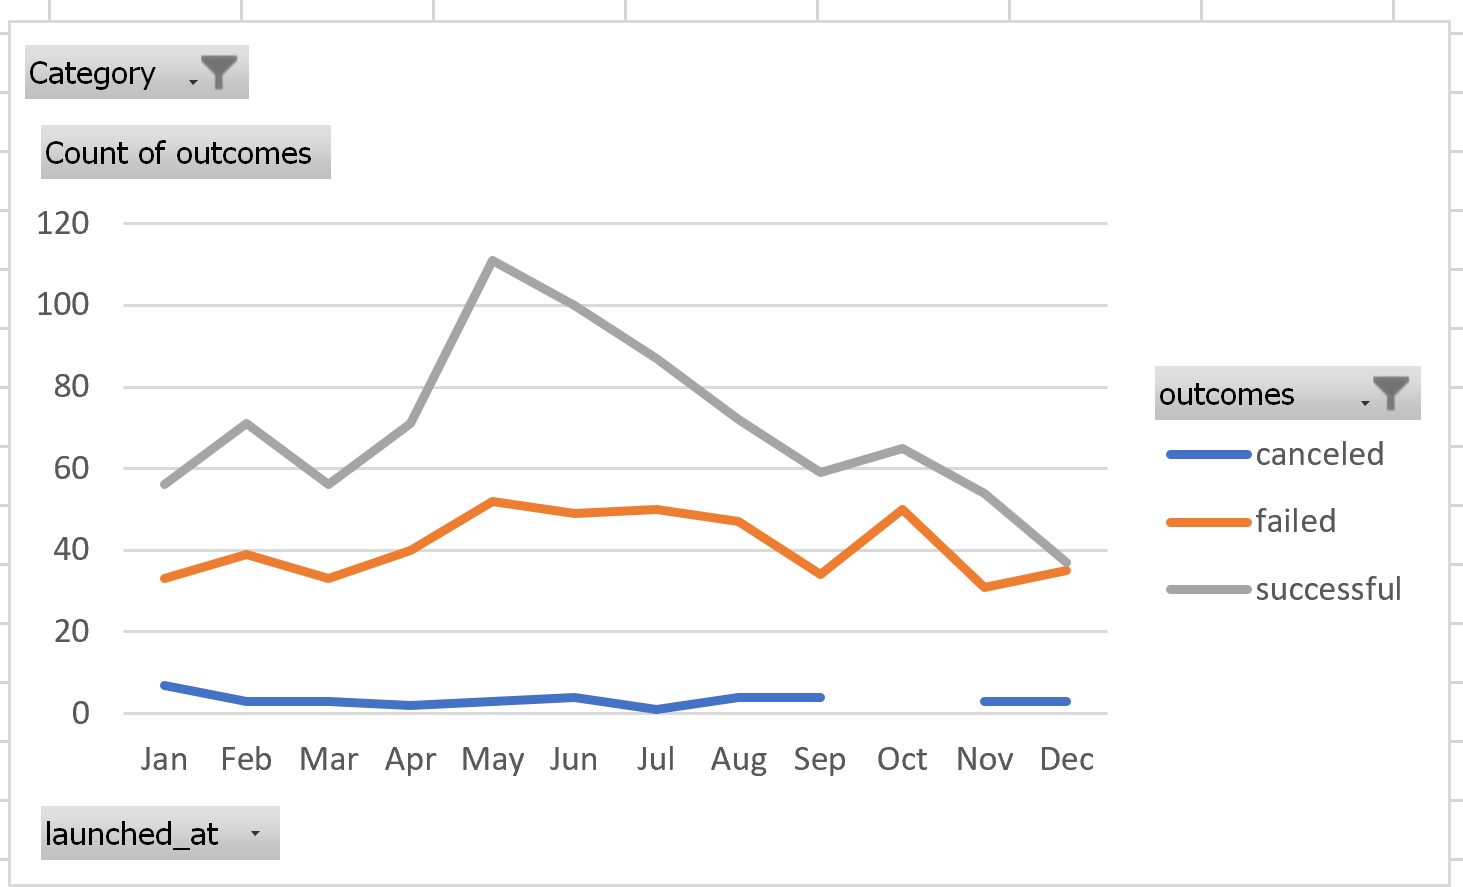 Category
Count of outcomes
120
100
80
60
40
20
0
Jan Feb Mar Apr May Jun Jul Aug Sep Oct Nov Dec
outcomes
canceled
failed
successful
launched_at